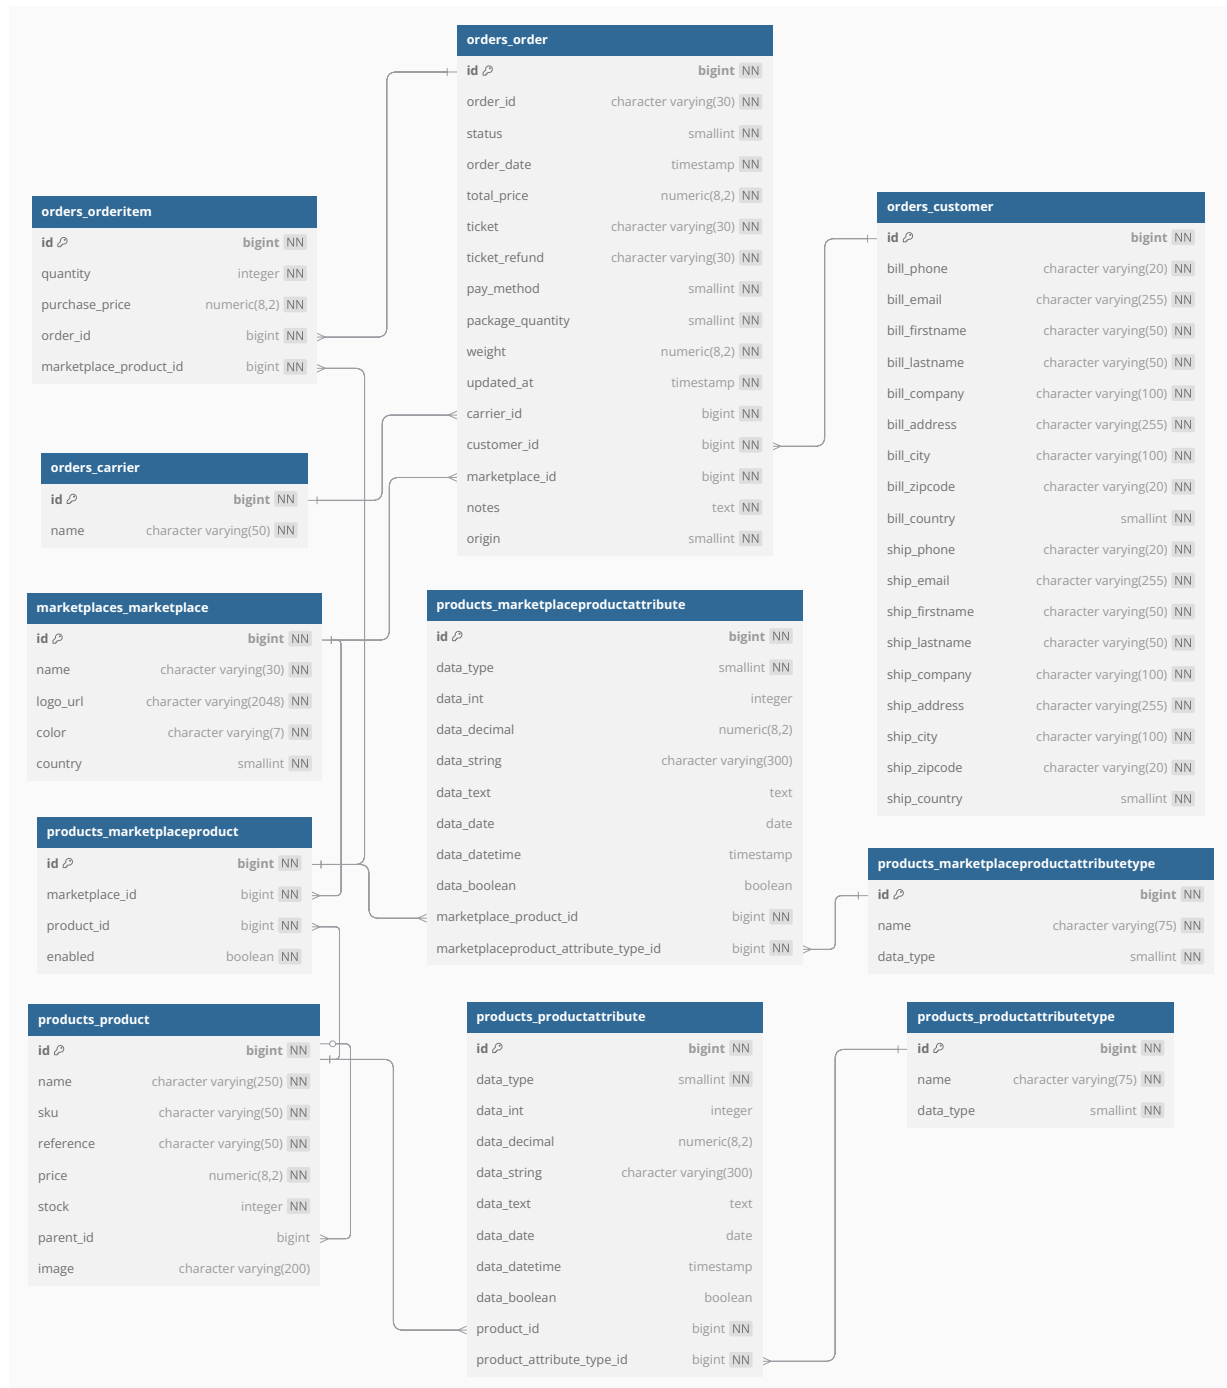 orders_order
id bigint NN
order_id character varying(30) NN
status smallint NN
order_date timestamp NN
total_price numeric(8,2) NN
ticket character varying(30) NN
ticket_refund character varying(30) NN
pay_method smallint NN
package_quantity smallint NN
weight numeric(8,2) NN
updated_at timestamp NN
carrier_id bigint NN
customer_id bigint NN
marketplace_id bigint NN
notes text NN
origin smallint NN
orders_orderitem
id bigint NN
quantity integer NN
purchase_price numeric(8,2) NN
order_id bigint NN
marketplace_product_id bigint NN
orders_customer
id bigint NN
bill_phone character varying(20) NN
bill_email character varying(255) NN
bill_firstname character varying(50) NN
bill_lastname character varying(50) NN
bill_company character varying(100) NN
bill_address character varying(255) NN
bill_city character varying(100) NN
bill_zipcode character varying(20) NN
bill_country smallint NN
ship_phone character varying(20) NN
ship_email character varying(255) NN
ship_firstname character varying(50) NN
ship_lastname character varying(50) NN
ship_company character varying(100) NN
ship_address character varying(255) NN
ship_city character varying(100) NN
ship_zipcode character varying(20) NN
ship_country smallint NN
orders_carrier
id bigint NN
name character varying(50) NN
marketplaces_marketplace
id bigint NN
name character varying(30) NN
logo_url character varying(2048) NN
color character varying(7) NN
country smallint NN
products_marketplaceproductattribute
id bigint NN
data_type smallint NN
data_int integer
data_decimal numeric(8,2)
data_string character varying(300)
data_text text
data_date date
data_datetime timestamp
data_boolean boolean
marketplace_product_id bigint NN
marketplaceproduct_attribute_type_id bigint NN
products_marketplaceproduct
id bigint NN
marketplace_id bigint NN
product_id bigint NN
enabled boolean NN
products_marketplaceproductattributetype
id bigint NN
name character varying(75) NN
data_type smallint NN
products_product
id bigint NN
name character varying(250) NN
sku character varying(50) NN
reference character varying(50) NN
price numeric(8,2) NN
stock integer NN
parent_id bigint
image character varying(200)
products_productattribute
id bigint NN
data_type smallint NN
data_int integer
data_decimal numeric(8,2)
data_string character varying(300)
data_text text
data_date date
data_datetime timestamp
data_boolean boolean
product_id bigint NN
product_attribute_type_id bigint NN
products_productattributetype
id bigint NN
name character varying(75) NN
data_type smallint NN